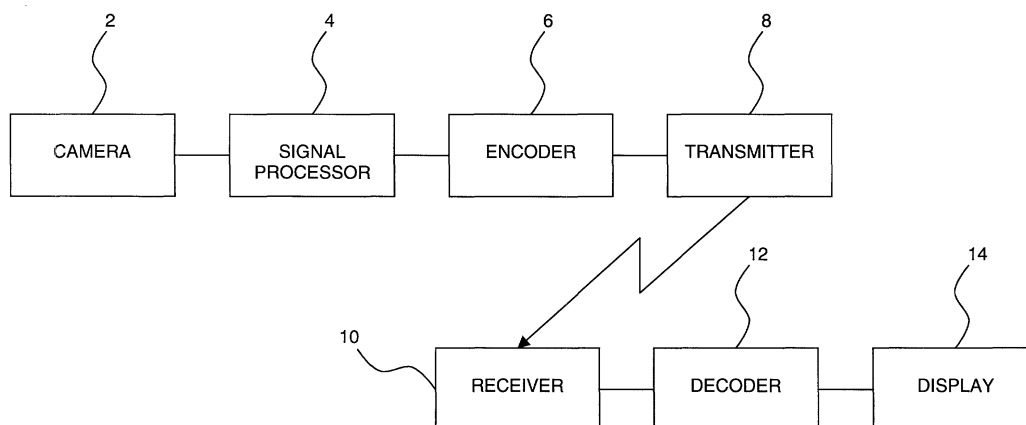 2
4
6
8
CAMERA
SIGNAL
PROCESSOR
ENCODER
TRANSMITTER
10
12
14
RECEIVER
DECODER
DISPLAY